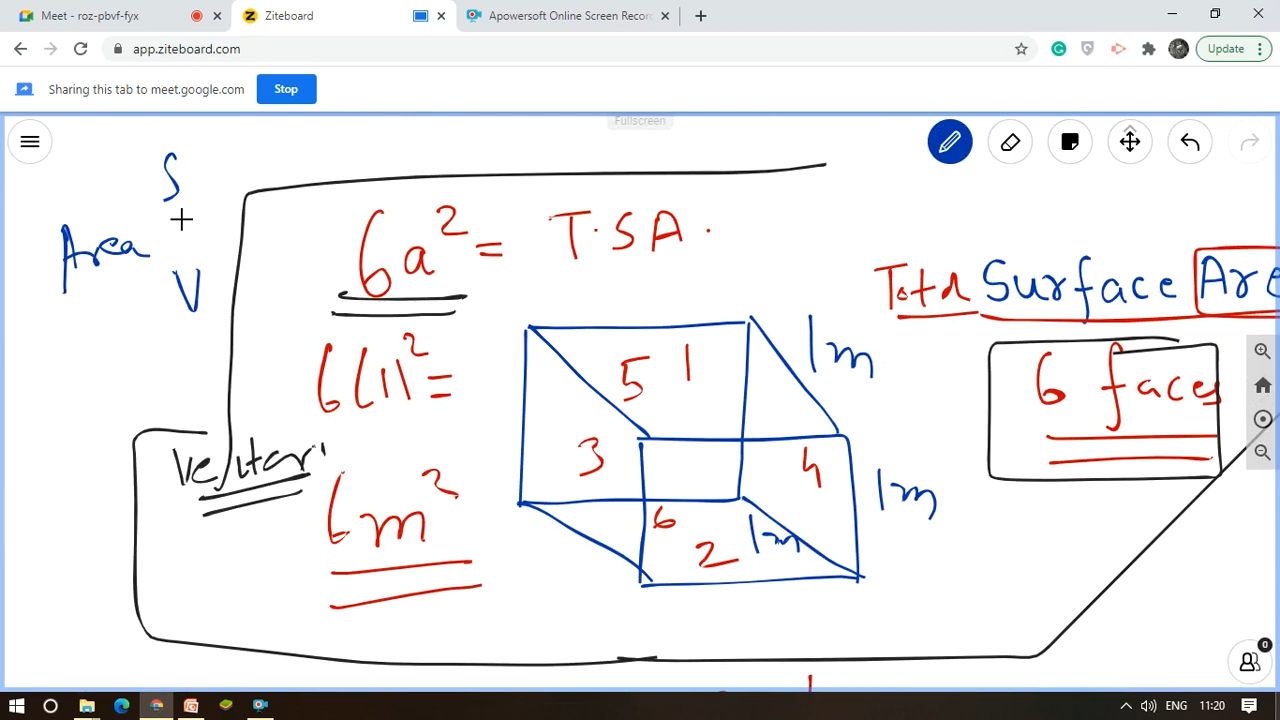 Meet - roz-pbvf-fyx
Ziteboard
Apowersoft Online Screen Recor
app.ziteboard.com
Update
Sharing this tab to meet.google.com
Stop
Fullscreen
S
Area
V
6a² = T.S.A.
Total Surface Are
6(1)² =
5 1
1m
6 faces
3
4
1m
6m²
6
2
1m
0
ENG
11:20